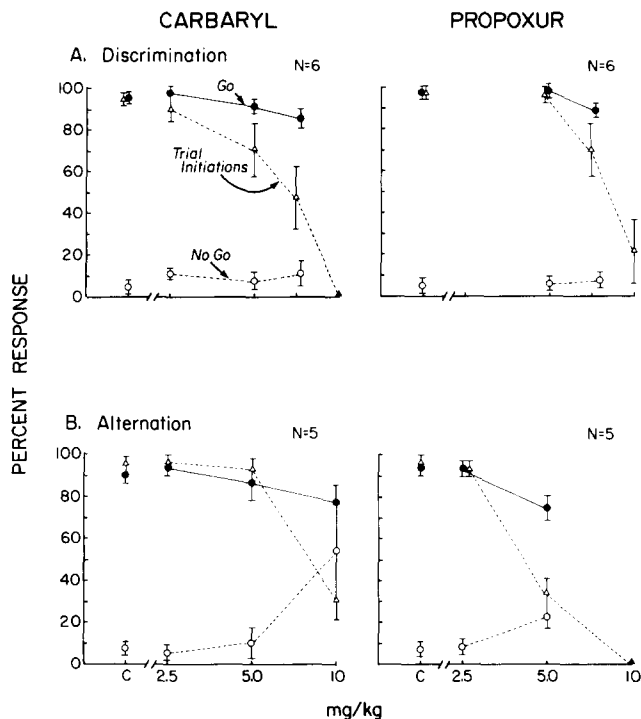 CARBARYL PROPOXUR
A. Discrimination
N=6 N=6
100
Go
80
Trial
Initiations
60
40
No Go
20
0
PERCENT RESPONSE
B. Alternation
N=5 N=5
100
80
60
40
20
0
C 2.5 5.0 10 C 2.5 5.0 10
mg/kg